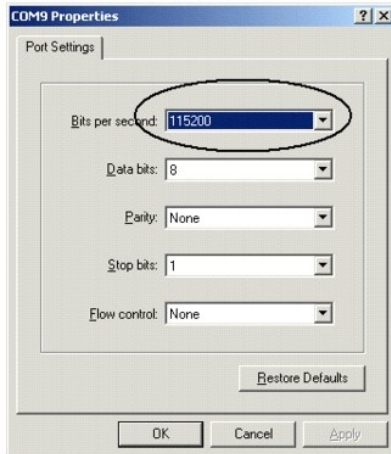 COM9 Properties
Port Settings
Bits per second: 115200
Data bits: 8
Parity: None
Stop bits: 1
Flow control: None
Restore Defaults
OK Cancel Apply